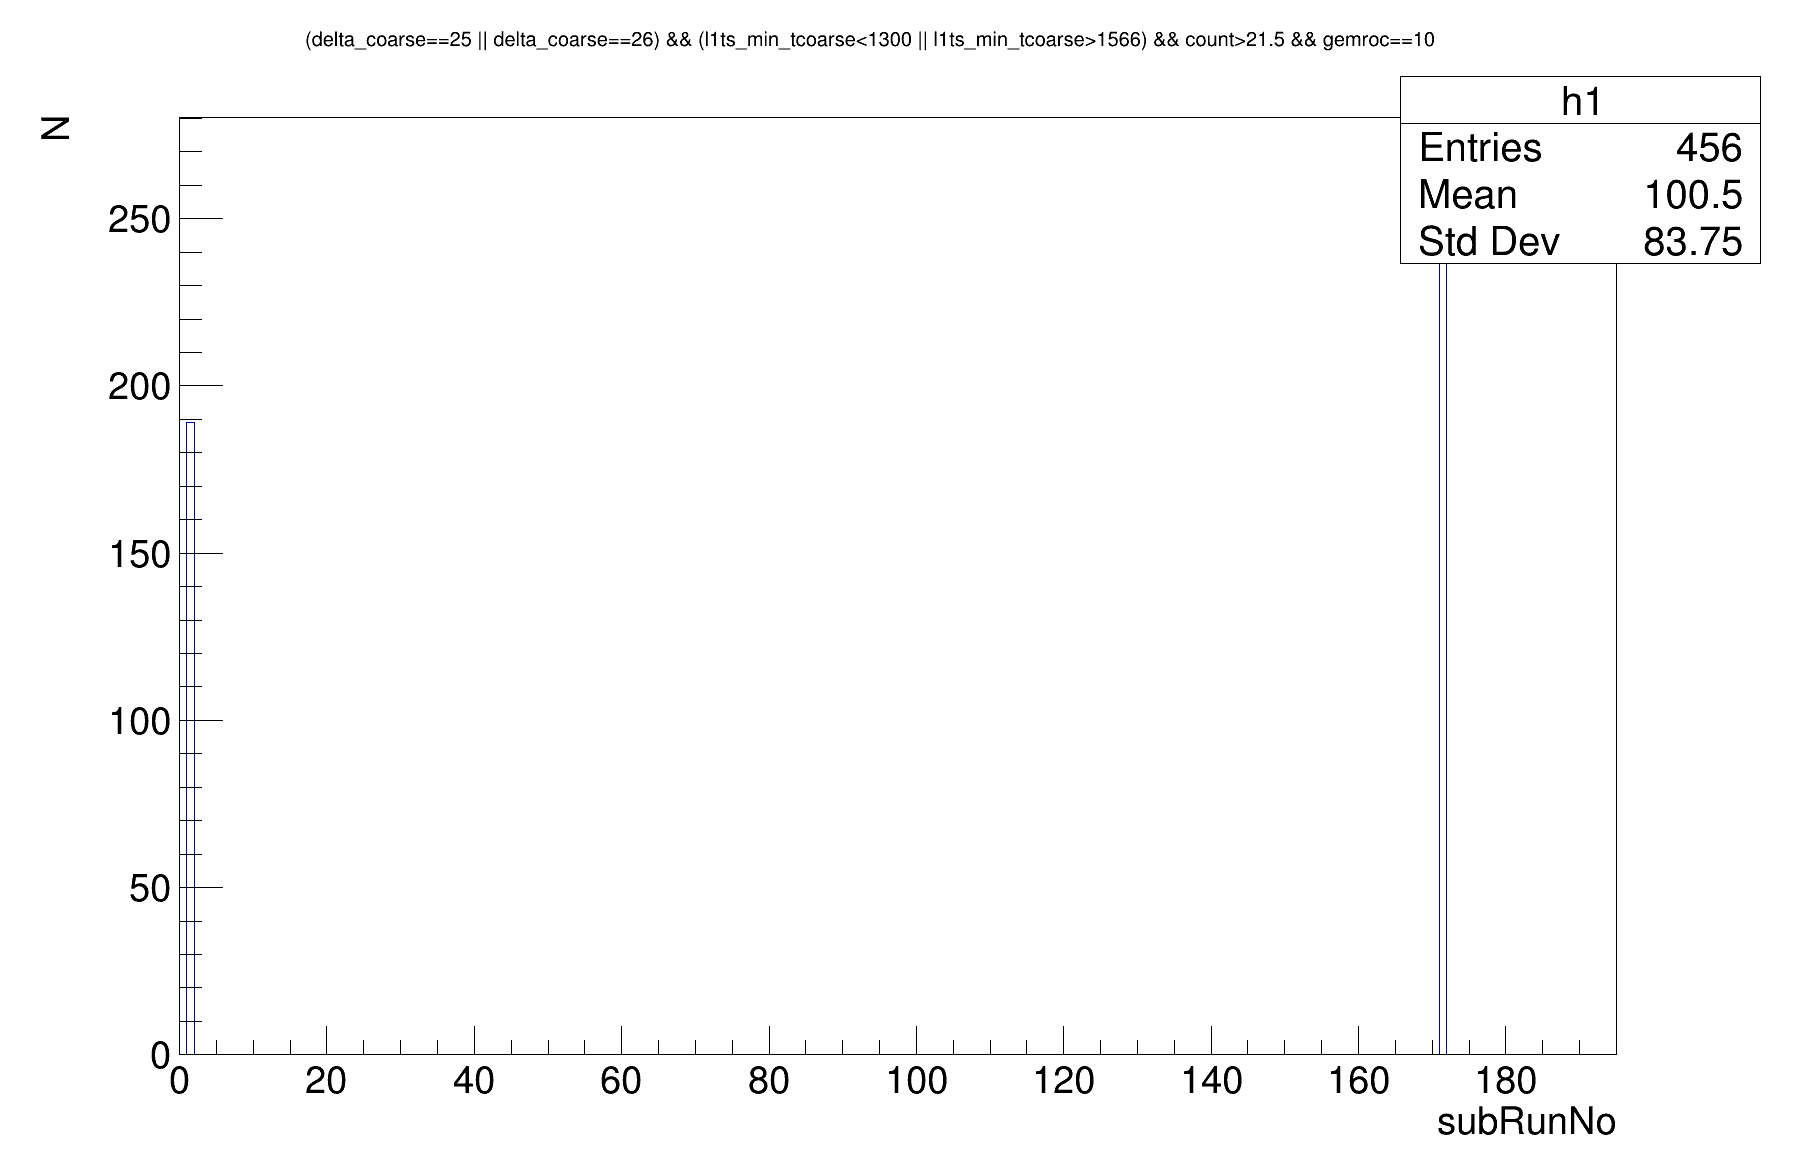 (delta_coarse==25 || delta_coarse==26) && (l1ts_min_tcoarse<1300 || l1ts_min_tcoarse>1566) && count>21.5 && gemroc==10
N
h1
Entries 456
Mean 100.5
Std Dev 83.75
250
200
150
100
50
0
0 20 40 60 80 100 120 140 160 180
subRunNo